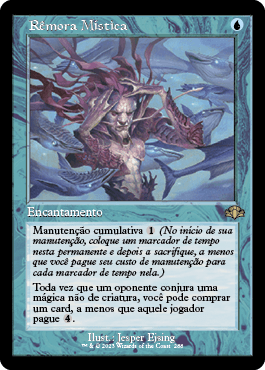 Rêmora Mística
Encantamento
Manutenção cumulativa 1 (No início de sua
manutenção, coloque um marcador de tempo
nesta permanente e depois a sacrifique, a menos
que você pague seu custo de manutenção para
cada marcador de tempo nela.)
Toda vez que um oponente conjura uma
mágica não de criatura, você pode comprar
um card, a menos que aquele jogador
pague 4.
Ilust.: Jesper Ejsing
™ & © 2023 Wizards of the Coast 288